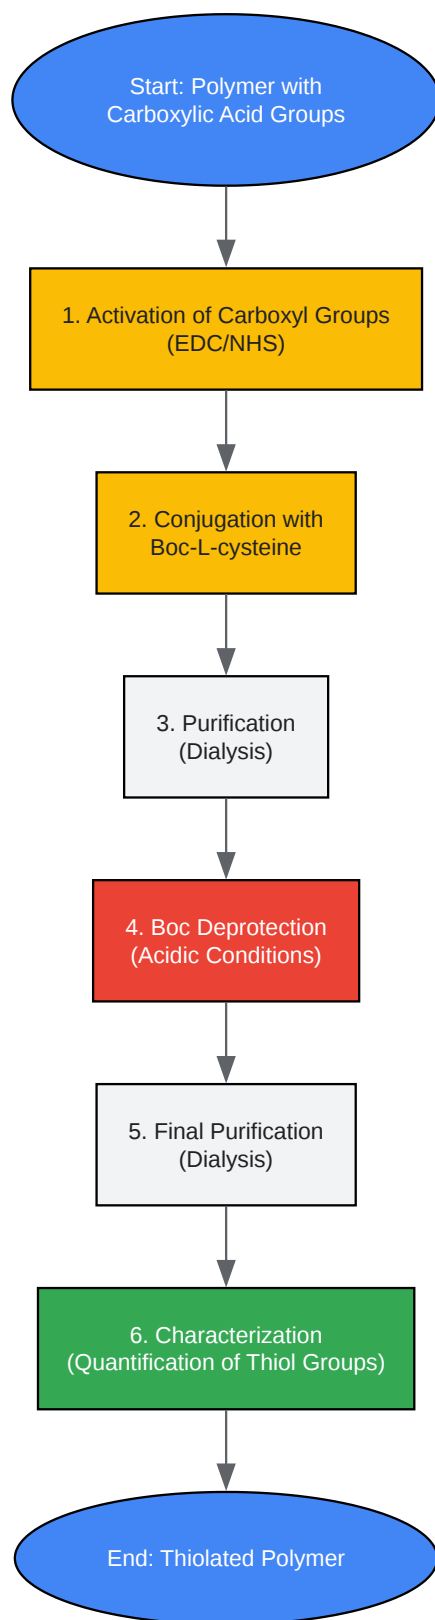 Start: Polymer with
Carboxylic Acid Groups
1. Activation of Carboxyl Groups
(EDC/NHS)
2. Conjugation with
Boc-L-cysteine
3. Purification
(Dialysis)
4. Boc Deprotection
(Acidic Conditions)
5. Final Purification
(Dialysis)
6. Characterization
(Quantification of Thiol Groups)
End: Thiolated Polymer